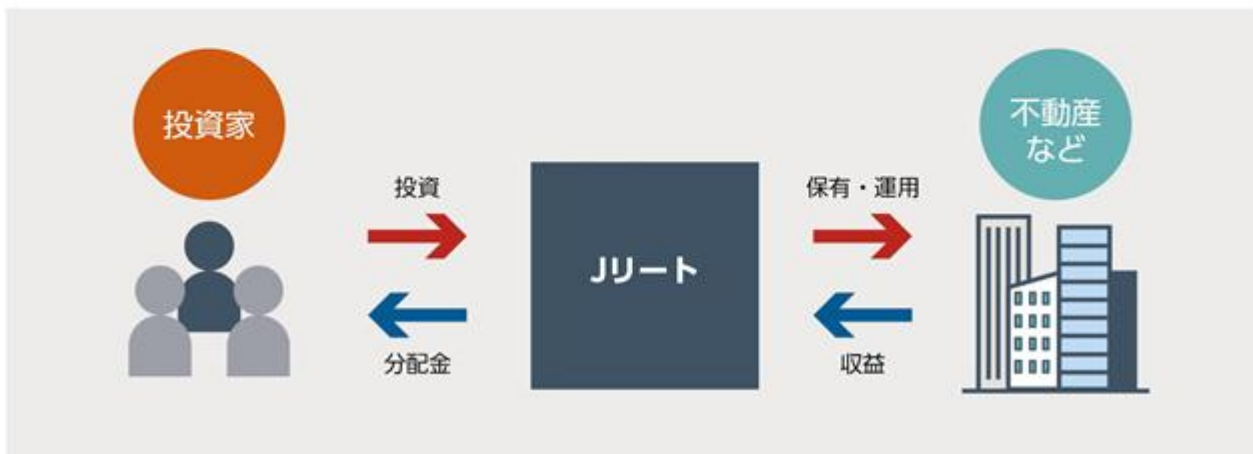 投資家
投資
分配金
Jリート
保有・運用
収益
不動産
など